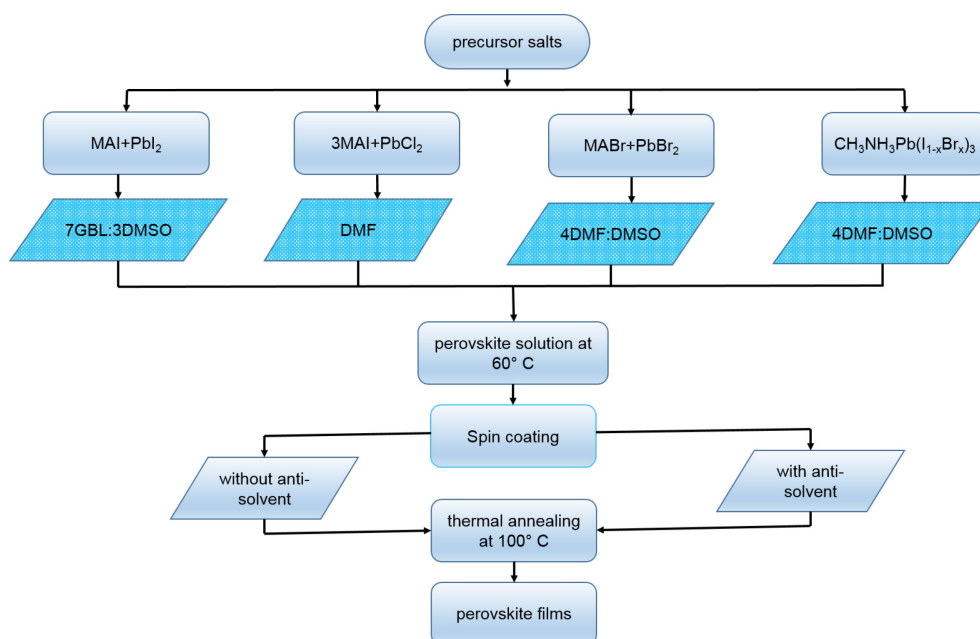 precursor salts
MAI+PbI₂
3MAI+PbCl₂
MABr+PbBr₂
CH₃NH₃Pb(I₁₋ₓBrₓ)₃
7GBL:3DMSO
DMF
4DMF:DMSO
4DMF:DMSO
perovskite solution at
60° C
Spin coating
without anti-
solvent
with anti-
solvent
thermal annealing
at 100° C
perovskite films